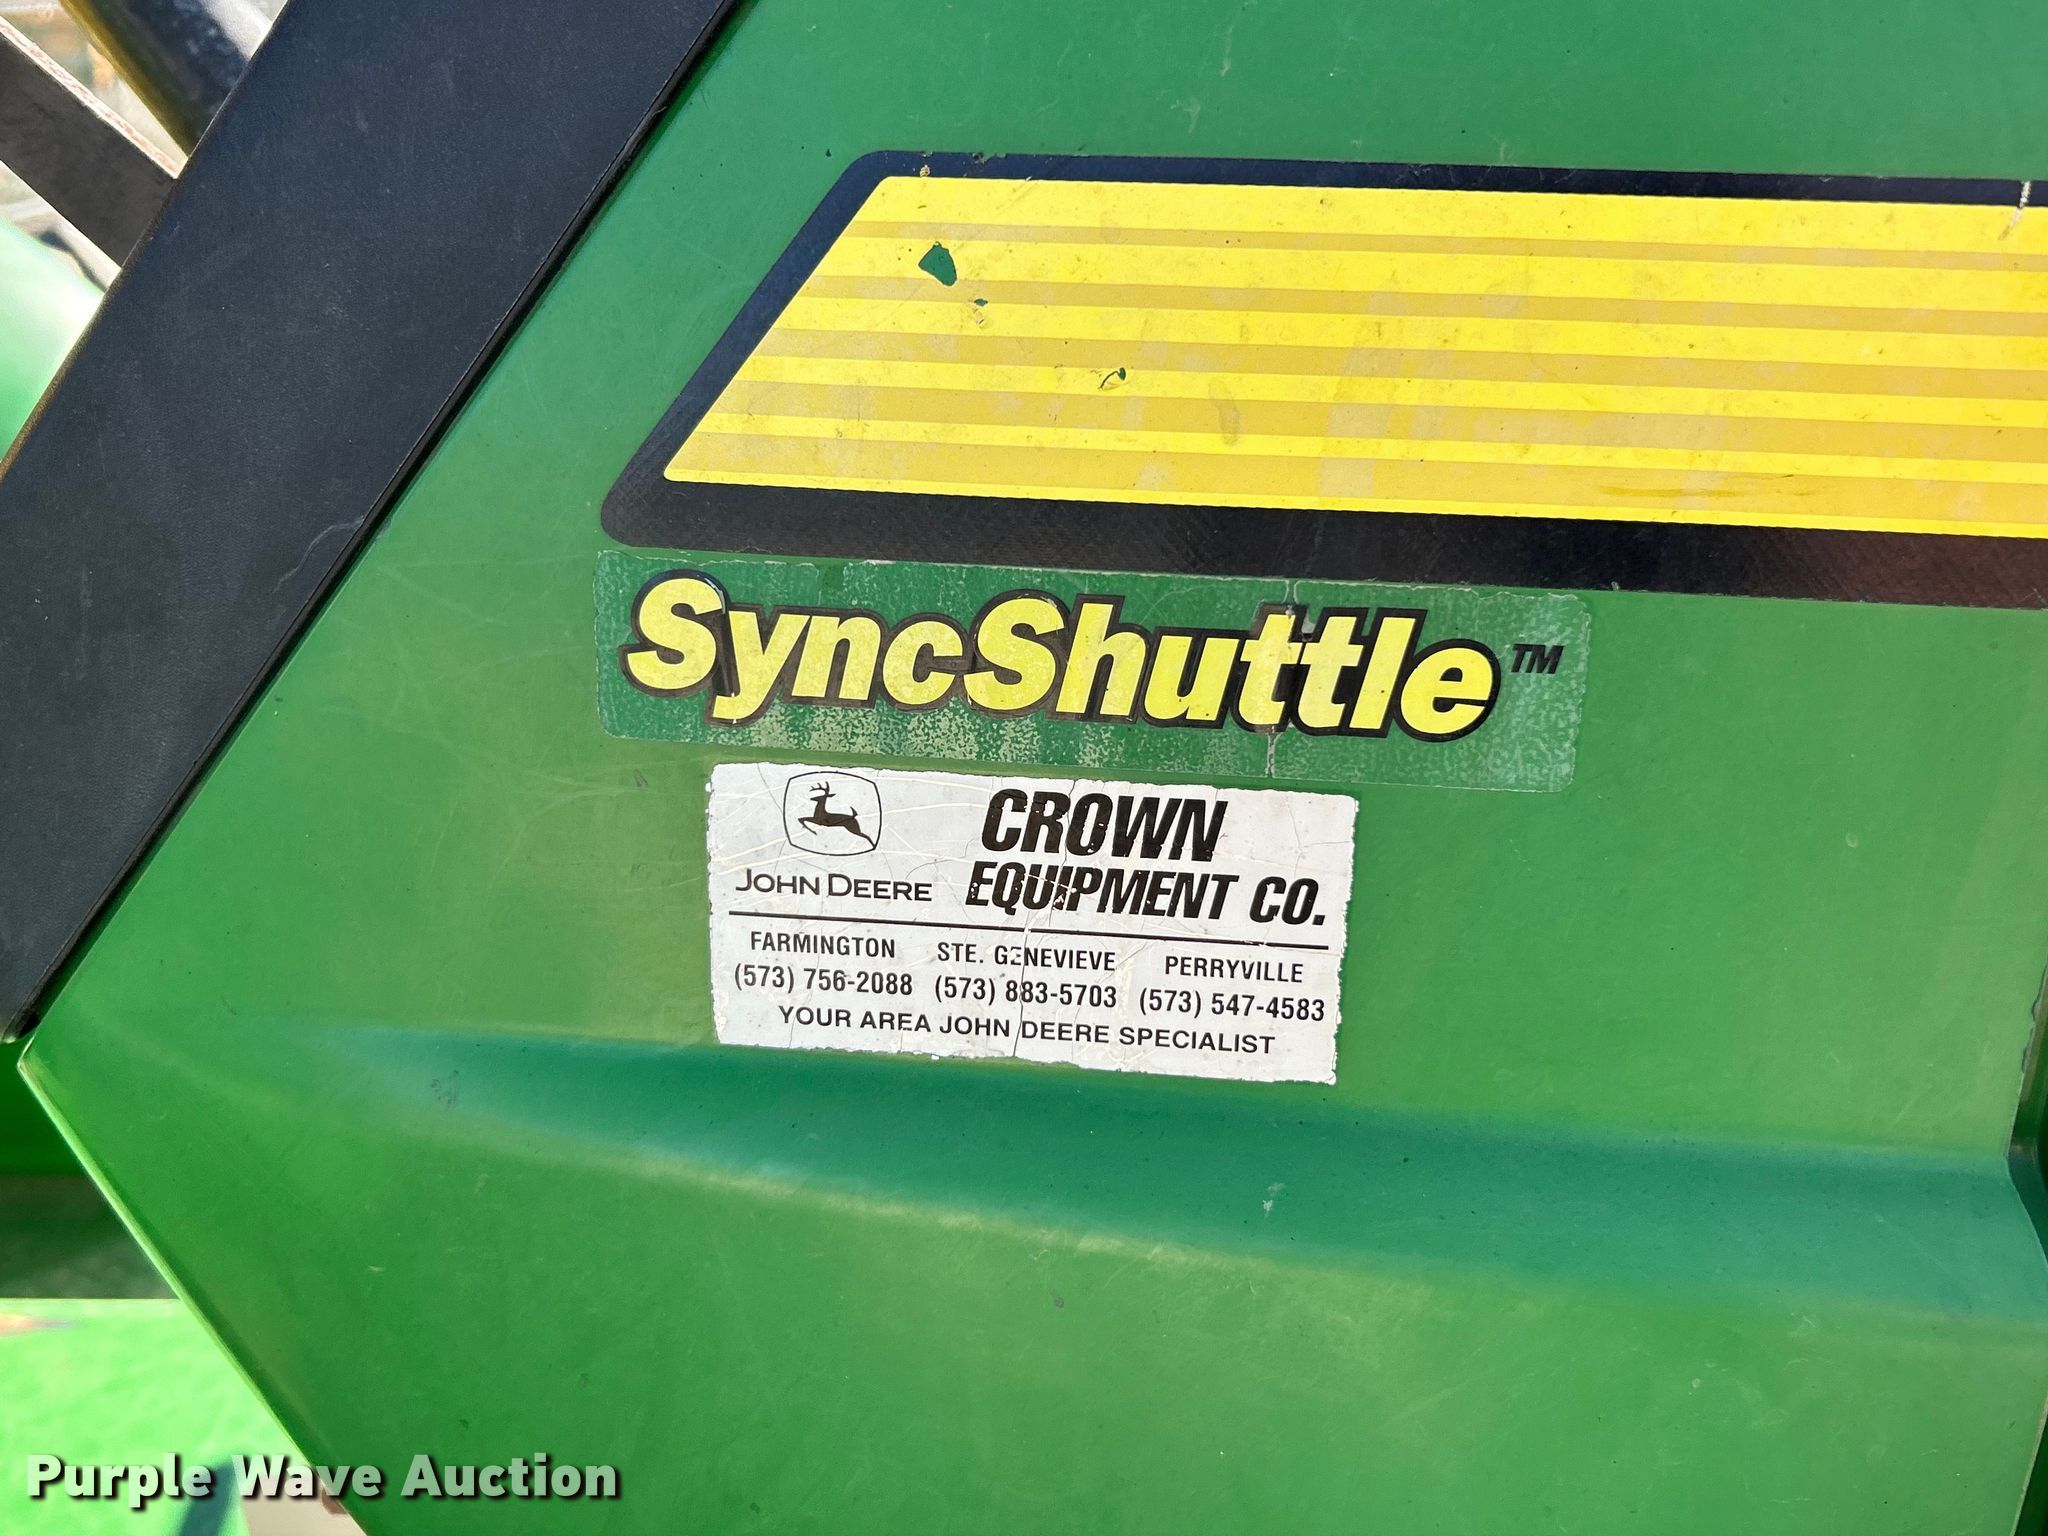 SyncShuttle™
JOHN DEERE
CROWN
EQUIPMENT CO.
FARMINGTON STE. GENEVIEVE PERRYVILLE
(573) 756-2088 (573) 883-5703 (573) 547-4583
YOUR AREA JOHN DEERE SPECIALIST
Purple Wave Auction